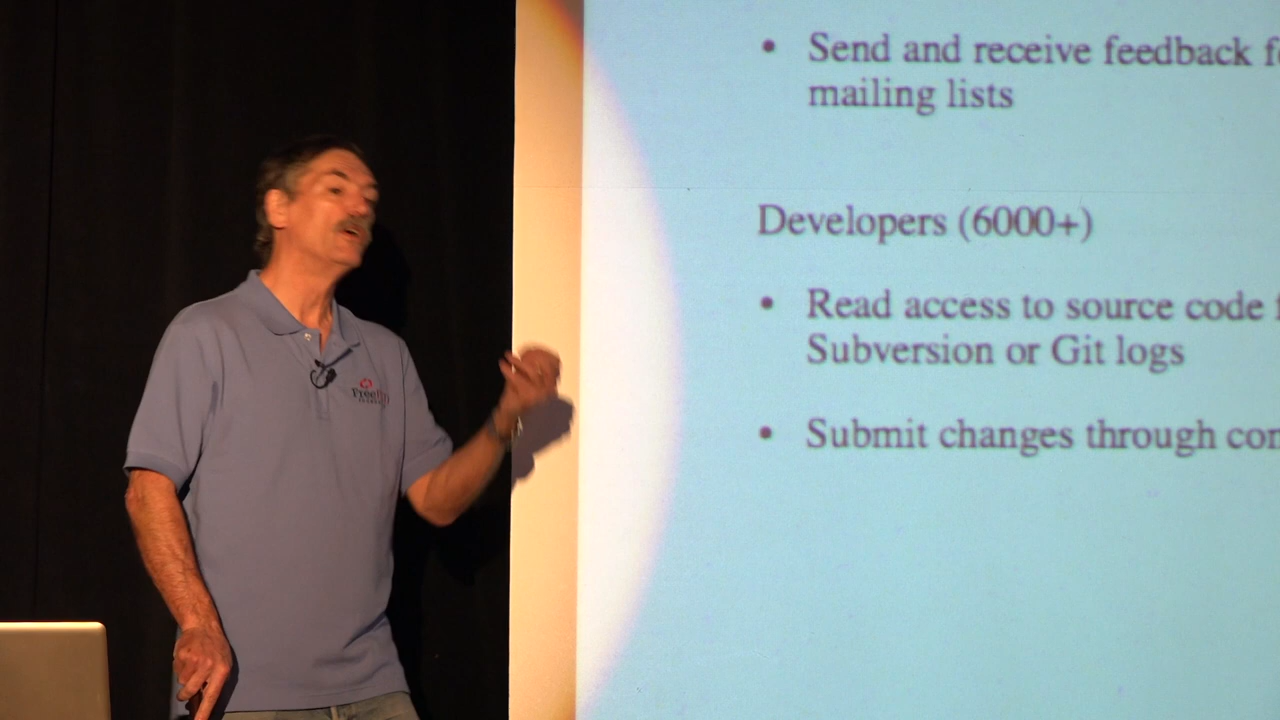 • Send and receive feedback
mailing lists
Developers (6000+)
• Read access to source code
Subversion or Git logs
• Submit changes through
Free